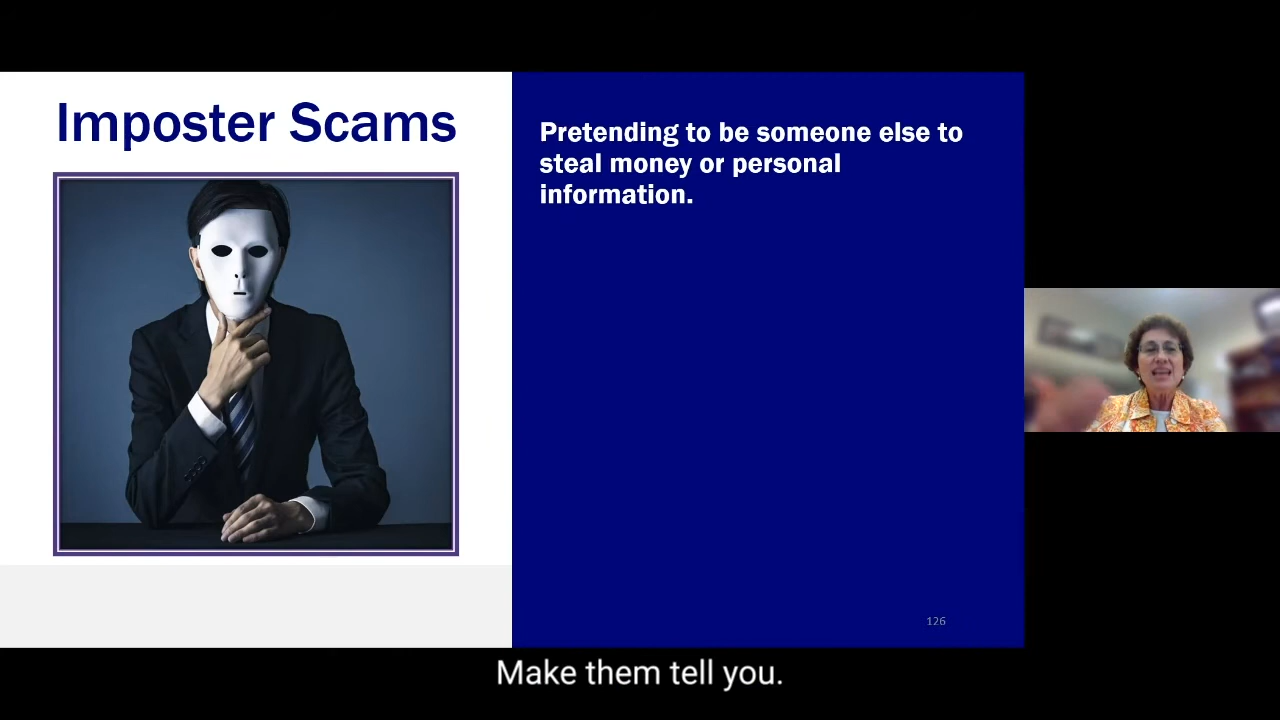 Imposter Scams
Pretending to be someone else to
steal money or personal
information.
126
Make them tell you.